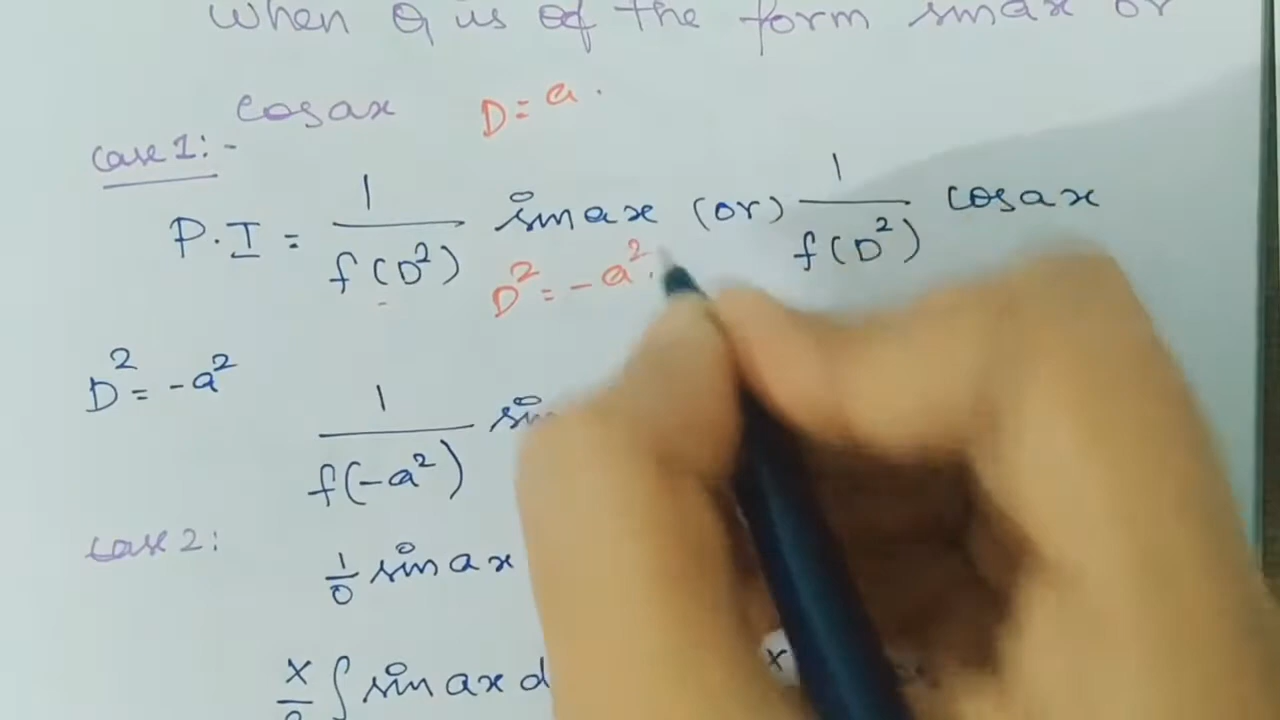 When Q is of the form sinax or
cosax D = a.
Case 1:-
P.I = 1/f(D²) sinax (or) 1/f(D²) cosax
D² = -a².
D² = -a²
1/f(-a²)
Case 2:
1/0 sinax
x/ ∫ sinax d